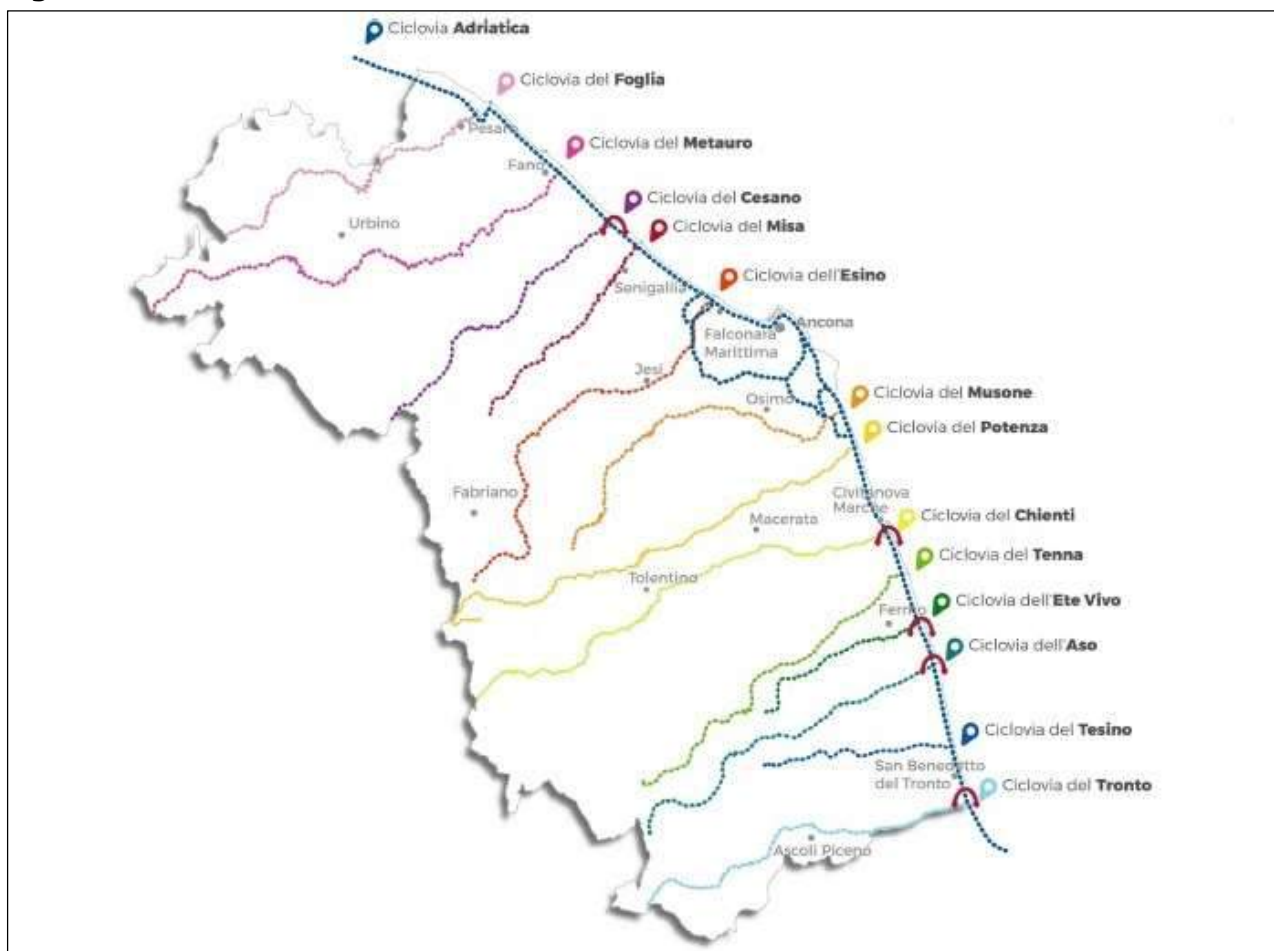 Ciclovia Adriatica
Ciclovia del Foglia
Pesaro
Ciclovia del Metauro
Fano
Ciclovia del Cesano
Urbino
Ciclovia del Misa
Senigallia
Ciclovia dell'Esino
Ancona
Falconara
Marittima
Jesi
Ciclovia del Musone
Osimo
Ciclovia del Potenza
Fabriano
Civitanova
Marche
Ciclovia del Chienti
Macerata
Ciclovia del Tenna
Tolentino
Ciclovia dell'Ete Vivo
Fermo
Ciclovia dell'Aso
Ciclovia del Tesino
San Benedetto
del Tronto
Ciclovia del Tronto
Ascoli Piceno